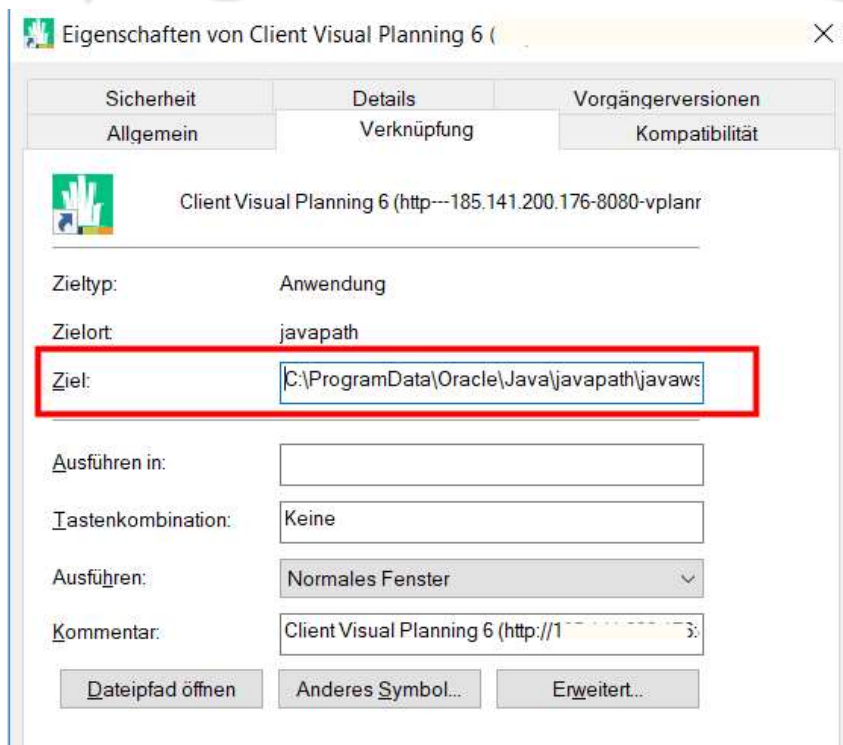 Eigenschaften von Client Visual Planning 6 (
Sicherheit Details Vorgängerversionen
Allgemein Verknüpfung Kompatibilität
Client Visual Planning 6 (http---185.141.200.176-8080-vplanr
Zieltyp: Anwendung
Zielort: javapath
Ziel: C:\ProgramData\Oracle\Java\javapath\javaws
Ausführen in:
Tastenkombination: Keine
Ausführen: Normales Fenster
Kommentar: Client Visual Planning 6 (http://1
Dateipfad öffnen Anderes Symbol... Erweitert...